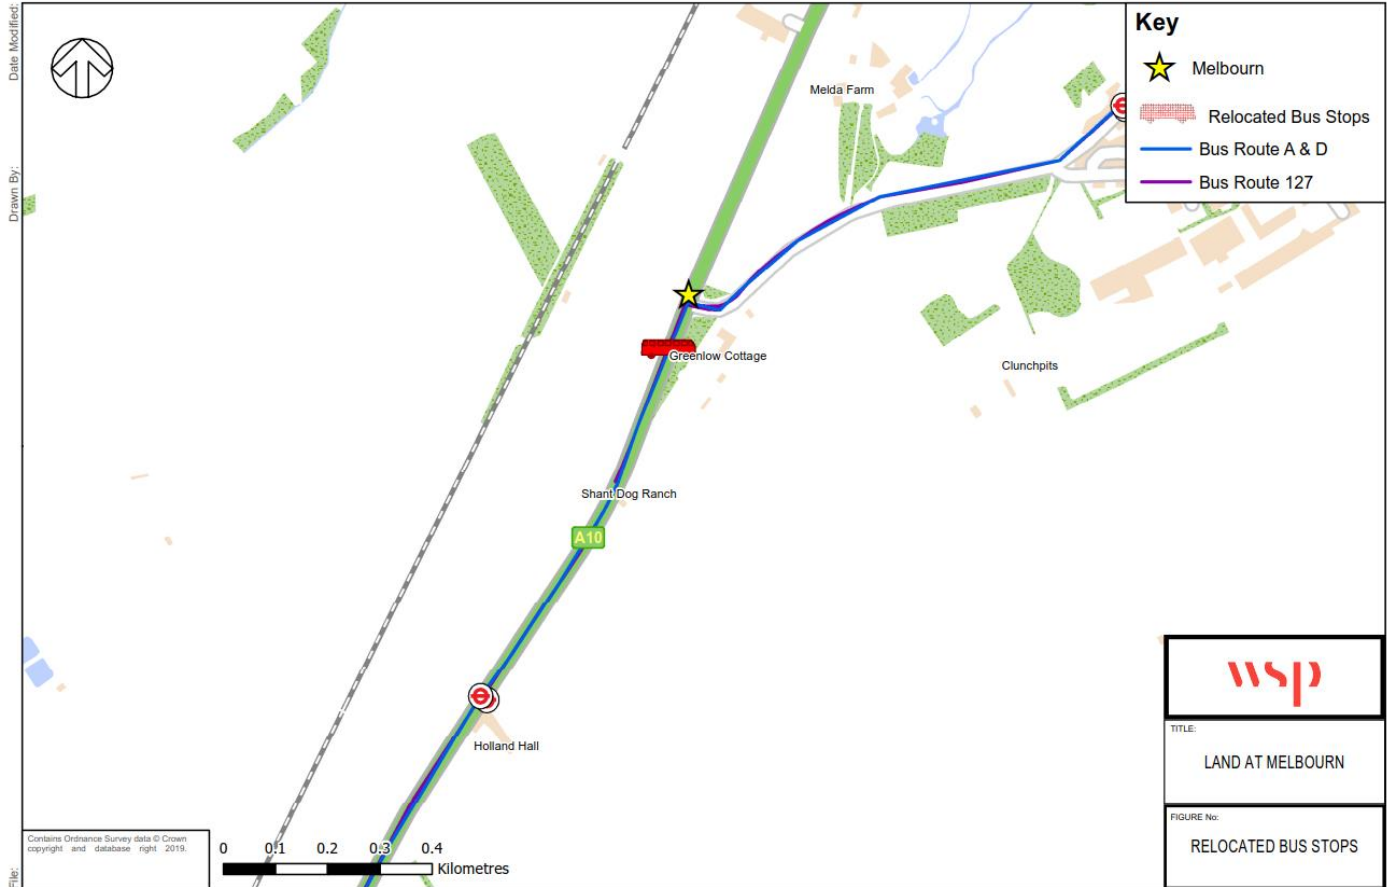 Date Modified:
Drawn By:
File:
Melda Farm
Greenlow Cottage
Clunchpits
Shant Dog Ranch
A10
Holland Hall
Key
Melbourn
Relocated Bus Stops
Bus Route A & D
Bus Route 127
Contains Ordnance Survey data © Crown
copyright and database right 2019.
0 0.1 0.2 0.3 0.4
Kilometres
wsp
TITLE:
LAND AT MELBOURN
FIGURE No:
RELOCATED BUS STOPS